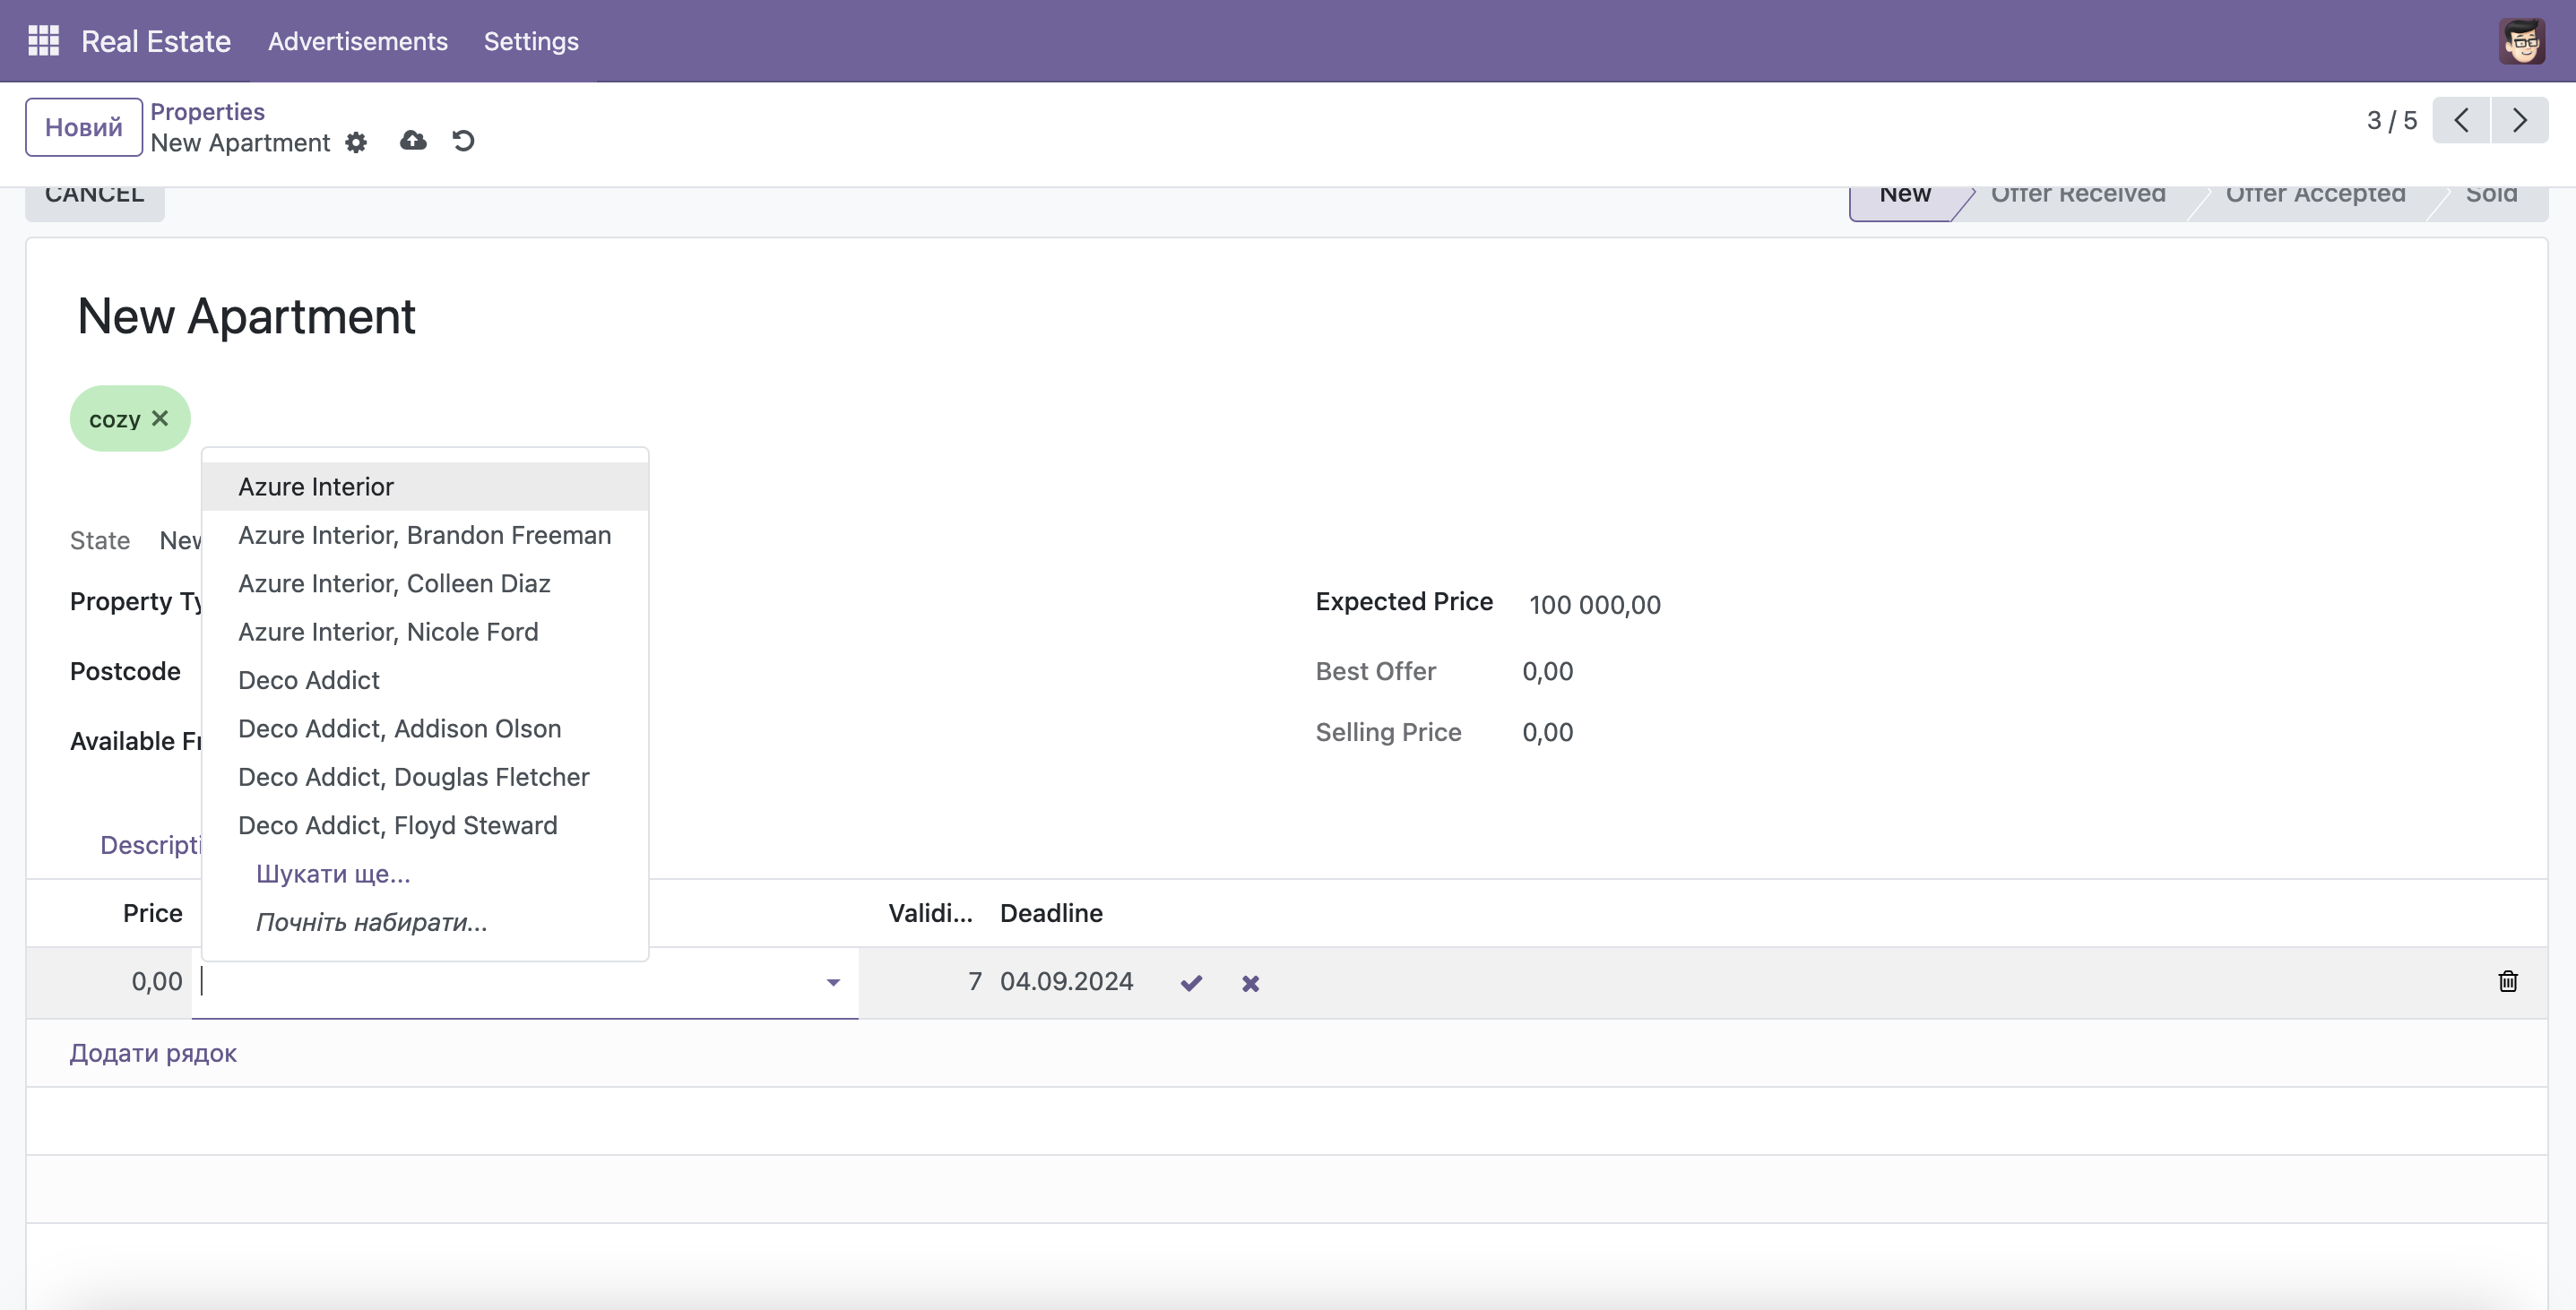 Real Estate Advertisements Settings
Новий
Properties
New Apartment
3 / 5
CANCEL
New Offer Received Offer Accepted Sold
New Apartment
cozy
Azure Interior
Azure Interior, Brandon Freeman
State New
Azure Interior, Colleen Diaz
Property Ty
Expected Price 100 000,00
Azure Interior, Nicole Ford
Postcode
Best Offer 0,00
Deco Addict
Deco Addict, Addison Olson
Selling Price 0,00
Available Fr
Deco Addict, Douglas Fletcher
Deco Addict, Floyd Steward
Descripti
Шукати ще...
Почніть набирати...
Price Validi... Deadline
0,00 7 04.09.2024
Додати рядок